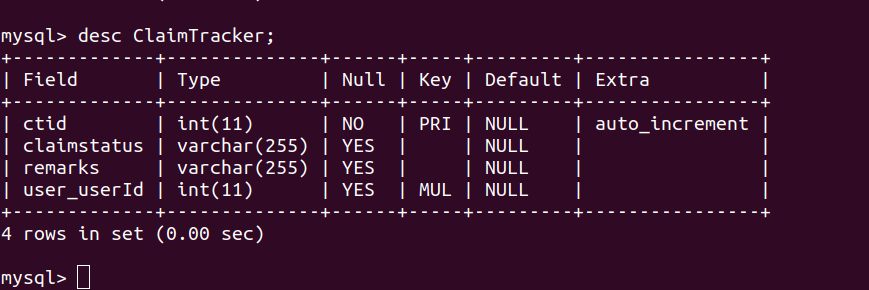 mysql> desc ClaimTracker;
+-------------+--------------+------+-----+---------+----------------+
| Field       | Type         | Null | Key | Default | Extra          |
+-------------+--------------+------+-----+---------+----------------+
| ctid        | int(11)      | NO   | PRI | NULL    | auto_increment |
| claimstatus | varchar(255) | YES  |     | NULL    |                |
| remarks     | varchar(255) | YES  |     | NULL    |                |
| user_userId | int(11)      | YES  | MUL | NULL    |                |
+-------------+--------------+------+-----+---------+----------------+
4 rows in set (0.00 sec)
mysql>